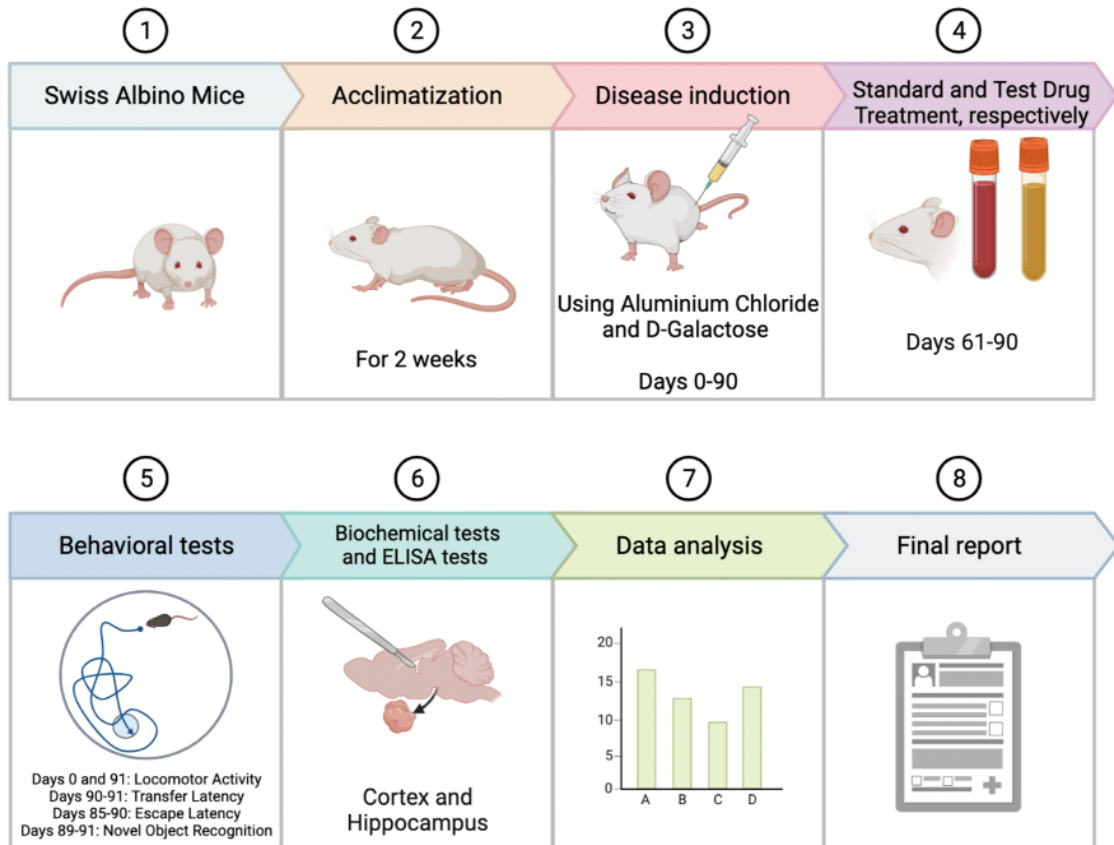 1
2
3
4
Swiss Albino Mice
Acclimatization
Disease induction
Standard and Test Drug
Treatment, respectively
For 2 weeks
Using Aluminium Chloride
and D-Galactose
Days 0-90
Days 61-90
5
6
7
8
Behavioral tests
Biochemical tests
and ELISA tests
Data analysis
Final report
Days 0 and 91: Locomotor Activity
Days 90-91: Transfer Latency
Days 85-90: Escape Latency
Days 89-91: Novel Object Recognition
Cortex and
Hippocampus
20
15
10
5
0
A B C D